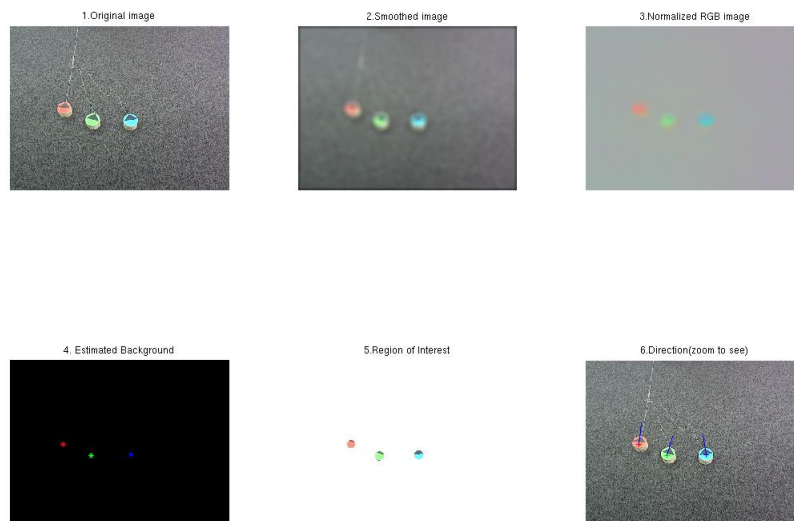 1.Original image
2.Smoothed image
3.Normalized RGB image
4. Estimated Background
5.Region of Interest
6.Direction(zoom to see)